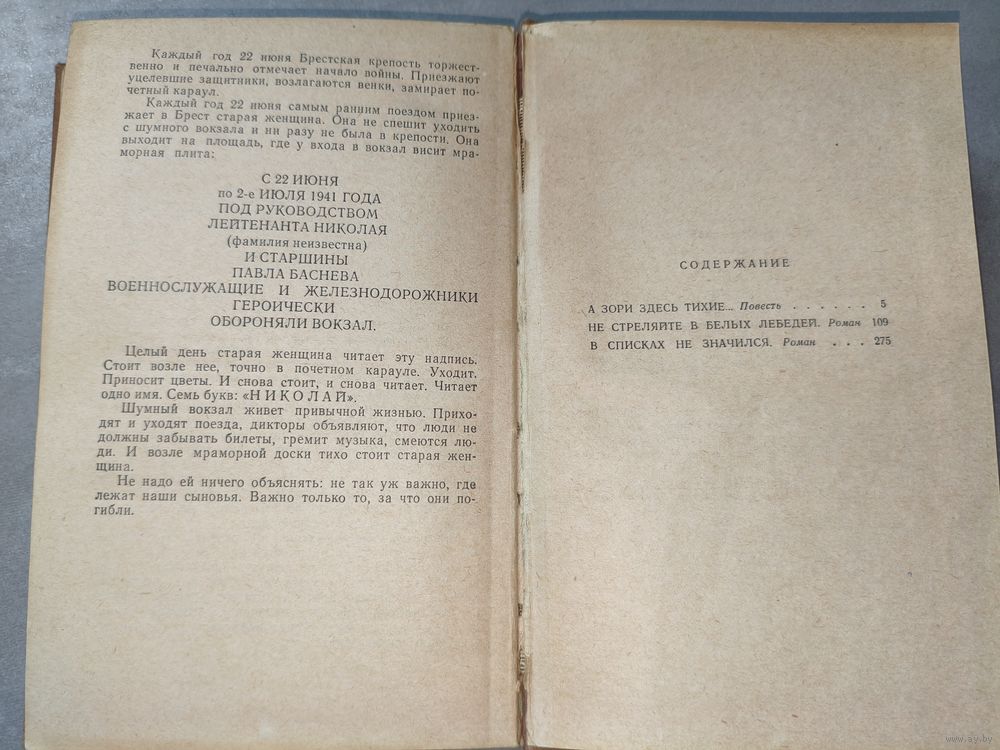 Каждый год 22 июня Брестская крепость торжест-
венно и печально отмечает начало войны. Приезжают
уцелевшие защитники, возлагаются венки, замирает по-
четный караул.
Каждый год 22 июня самым ранним поездом приез-
жает в Брест старая женщина. Она не спешит уходить
с шумного вокзала и ни разу не была в крепости. Она
выходит на площадь, где у входа в вокзал висит мра-
морная плита:
С 22 ИЮНЯ
по 2-е ИЮЛЯ 1941 ГОДА
ПОД РУКОВОДСТВОМ
ЛЕЙТЕНАНТА НИКОЛАЯ
(фамилия неизвестна)
И СТАРШИНЫ
ПАВЛА БАСНЕВА
ВОЕННОСЛУЖАЩИЕ И ЖЕЛЕЗНОДОРОЖНИКИ
ГЕРОИЧЕСКИ
ОБОРОНЯЛИ ВОКЗАЛ.
Целый день старая женщина читает эту надпись.
Стоит возле нее, точно в почетном карауле. Уходит.
Приносит цветы. И снова стоит, и снова читает. Читает
одно имя. Семь букв: «НИКОЛАЙ».
Шумный вокзал живет привычной жизнью. Прихо-
дят и уходят поезда, дикторы объявляют, что люди не
должны забывать билеты, гремит музыка, смеются лю-
ди. И возле мраморной доски тихо стоит старая жен-
щина.
Не надо ей ничего объяснять: не так уж важно, где
лежат наши сыновья. Важно только то, за что они по-
гибли.
СОДЕРЖАНИЕ
А ЗОРИ ЗДЕСЬ ТИХИЕ... Повесть . . . . . . 5
НЕ СТРЕЛЯЙТЕ В БЕЛЫХ ЛЕБЕДЕЙ. Роман 109
В СПИСКАХ НЕ ЗНАЧИЛСЯ. Роман . . . 275
www.ay.by